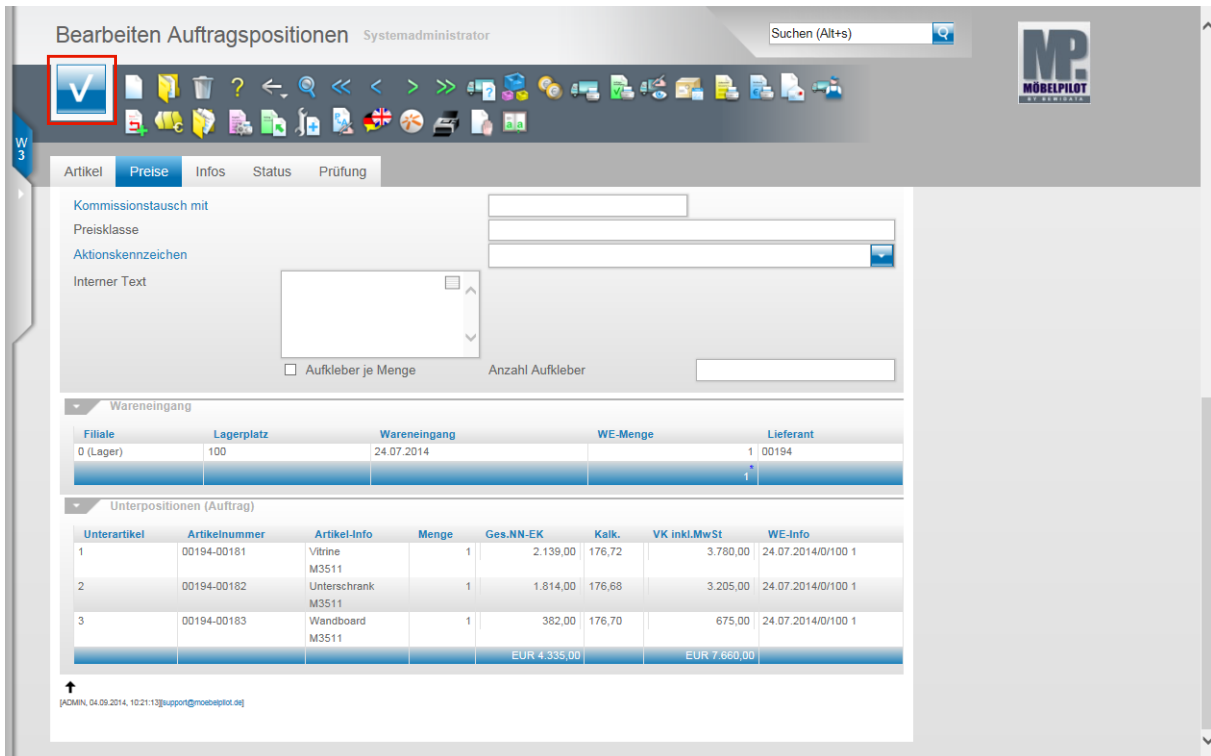 Bearbeiten Auftragspositionen Systemadministrator
Suchen (Alt+s)
MP.
MÖBELPILOT
BY BEMIDATA
W
3
Artikel Preise Infos Status Prüfung
Kommissionstausch mit
Preisklasse
Aktionskennzeichen
Interner Text
Aufkleber je Menge Anzahl Aufkleber
Wareneingang
Filiale Lagerplatz Wareneingang WE-Menge Lieferant
0 (Lager) 100 24.07.2014 1 00194
1*
Unterpositionen (Auftrag)
Unterartikel Artikelnummer Artikel-Info Menge Ges.NN-EK Kalk. VK inkl.MwSt WE-Info
1 00194-00181 Vitrine 1 2.139,00 176,72 3.780,00 24.07.2014/0/100 1
M3511
2 00194-00182 Unterschrank 1 1.814,00 176,68 3.205,00 24.07.2014/0/100 1
M3511
3 00194-00183 Wandboard 1 382,00 176,70 675,00 24.07.2014/0/100 1
M3511
EUR 4.335,00 EUR 7.660,00
[ADMIN, 04.09.2014, 10:21:13][support@moebelpilot.de]